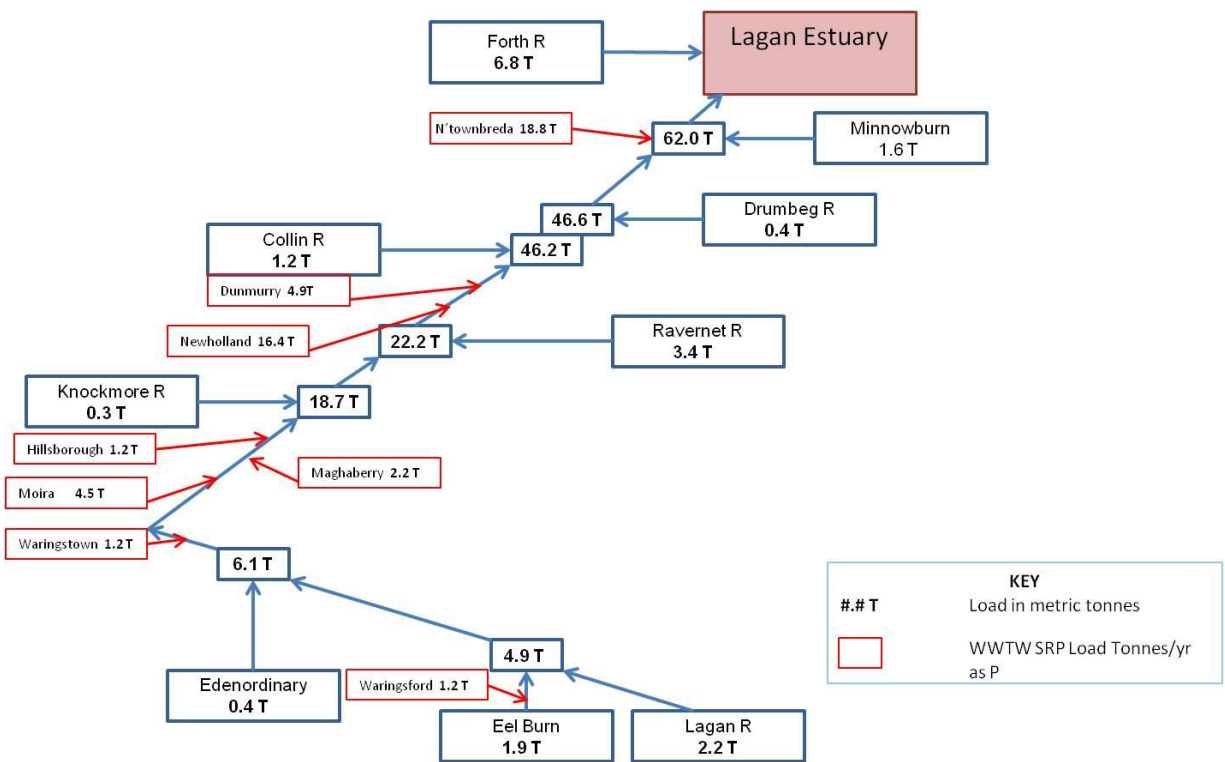 Lagan Estuary
Forth R
6.8 T
N'townbreda 18.8 T
62.0 T
Minnowburn
1.6 T
46.6 T
Drumbeg R
0.4 T
Collin R
1.2 T
46.2 T
Dunmurry 4.9T
Newholland 16.4 T
22.2 T
Ravernet R
3.4 T
Knockmore R
0.3 T
18.7 T
Hillsborough 1.2 T
Maghaberry 2.2 T
Moira 4.5 T
Waringstown 1.2 T
6.1 T
KEY
#.# T Load in metric tonnes
WWTW SRP Load Tonnes/yr
as P
4.9 T
Edenordinary
0.4 T
Waringsford 1.2 T
Eel Burn
1.9 T
Lagan R
2.2 T